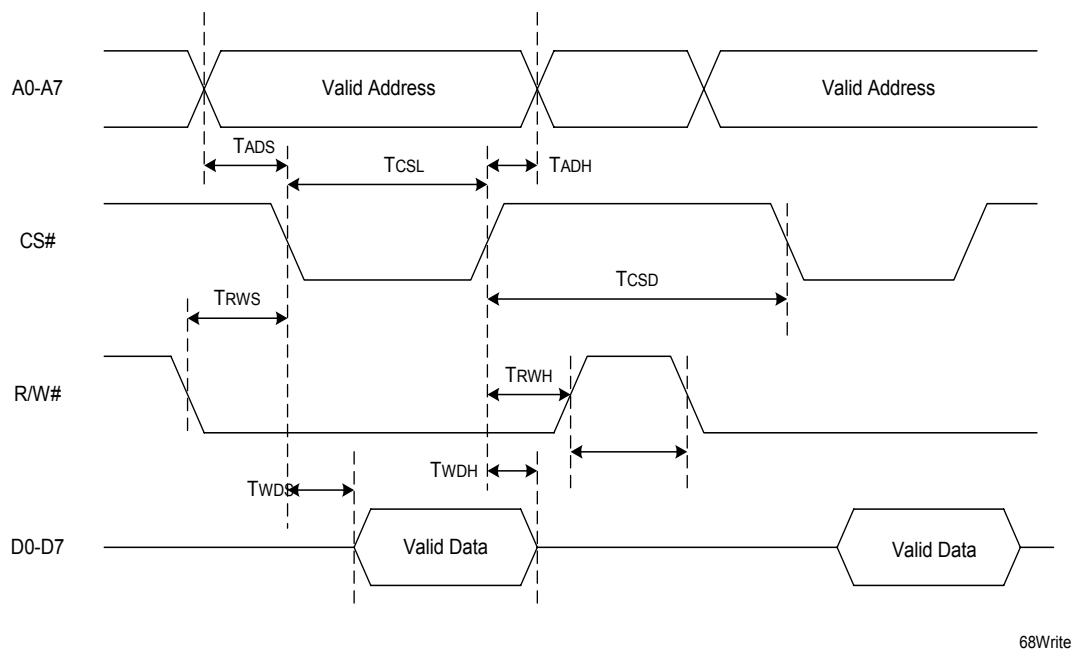 A0-A7
Valid Address
Valid Address
TADS
TCSL
TADH
CS#
TCSD
TRWS
R/W#
TRWH
TWDH
TWDS
D0-D7
Valid Data
Valid Data
68Write